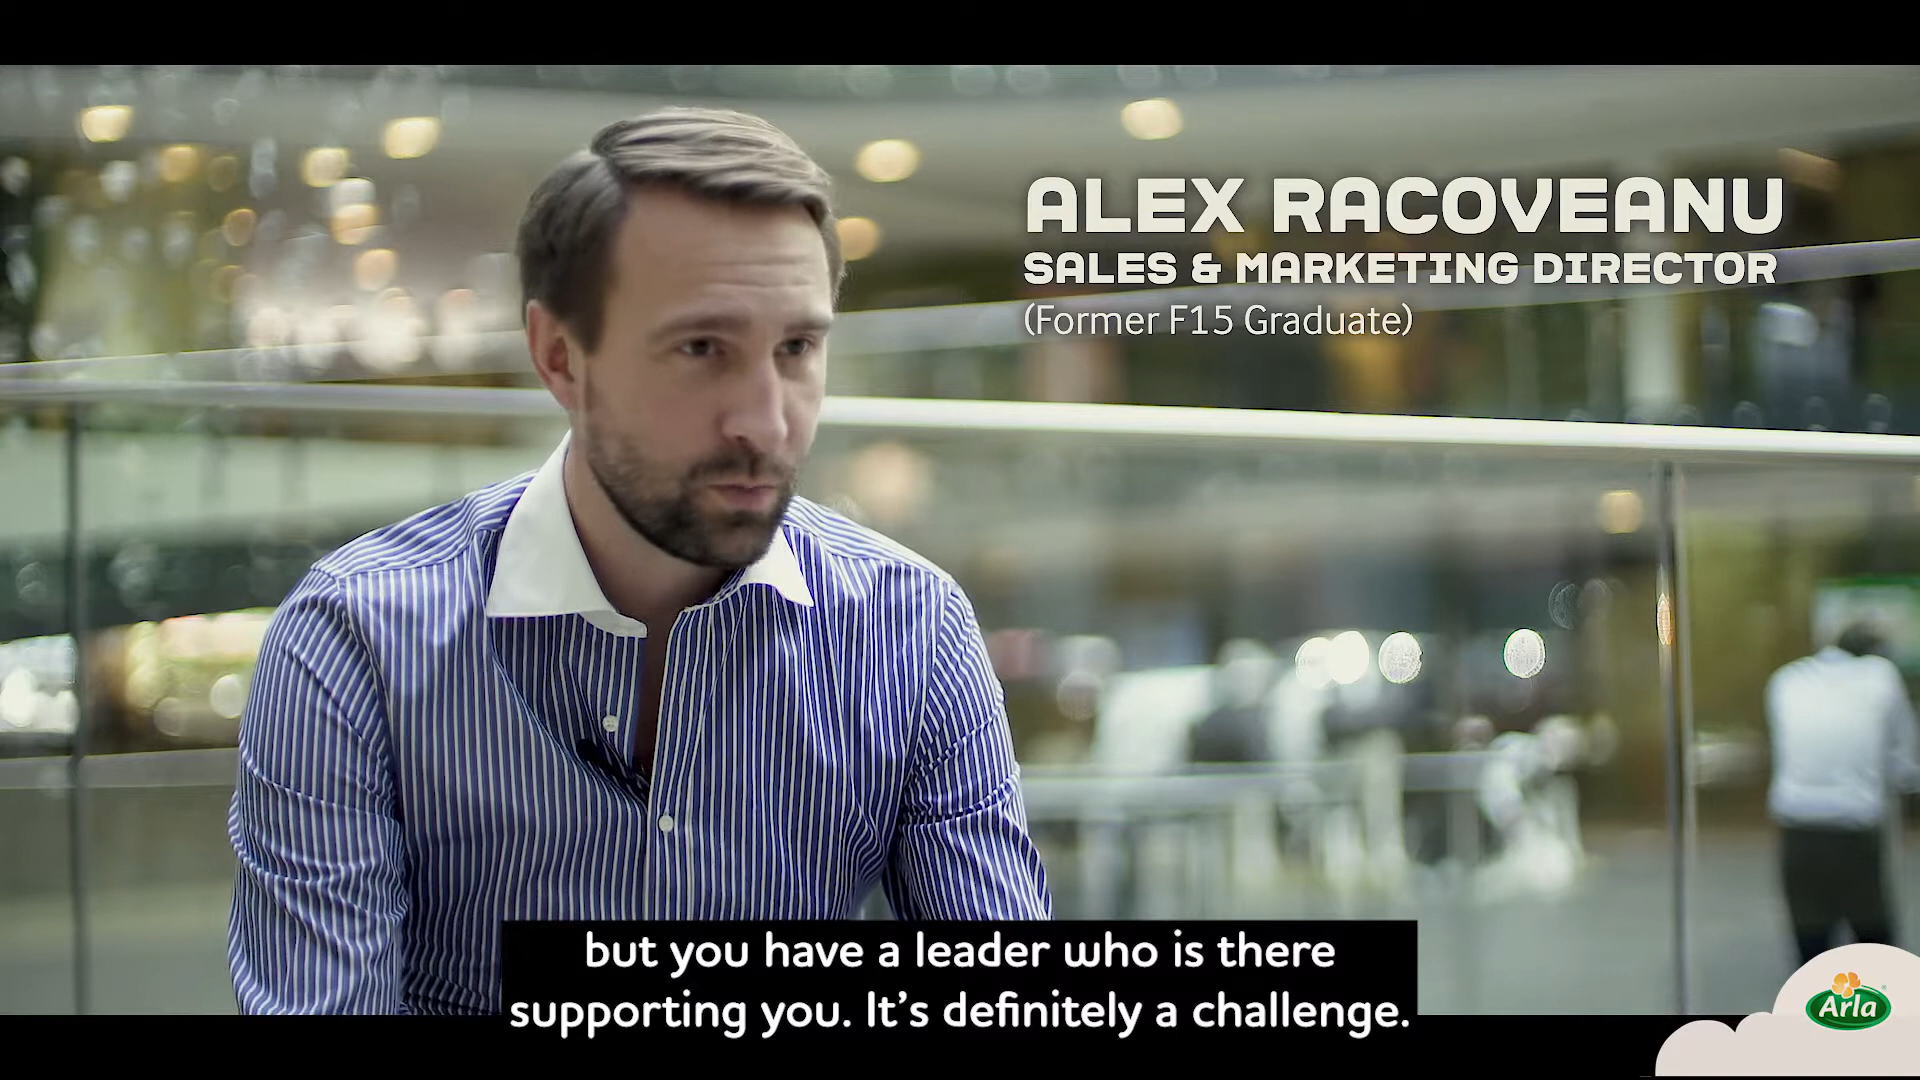 ALEX RACOVEANU
SALES & MARKETING DIRECTOR
(Former F15 Graduate)
but you have a leader who is there
supporting you. It’s definitely a challenge.
Arla